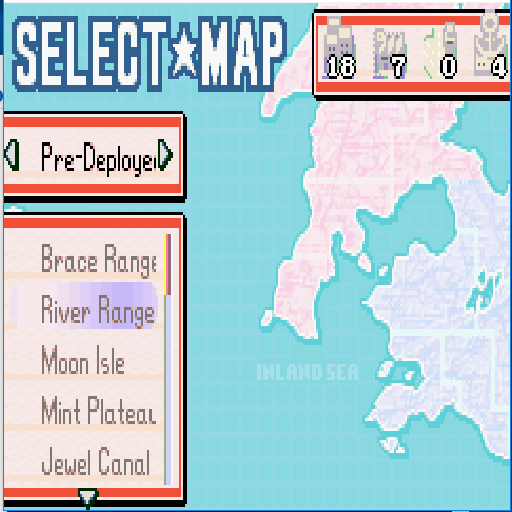 SELECT★MAP
18 7 0 4
Pre-Deploye
Brace Range
River Range
Moon Isle
Mint Plateau
Jewel Canal
INLAND SEA